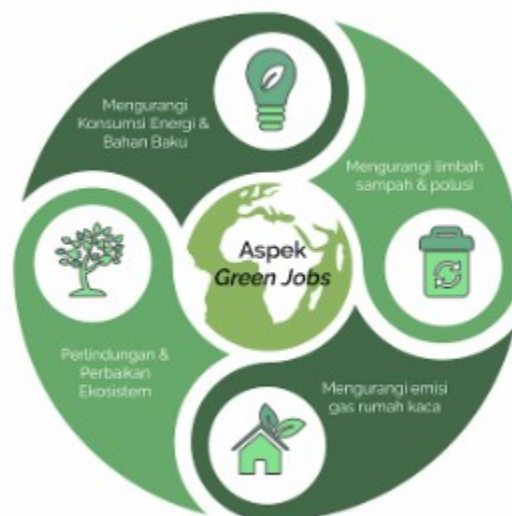 Mengurangi
Konsumsi Energi &
Bahan Baku
Mengurangi limbah
sampah & polusi
Aspek
Green Jobs
Perlindungan &
Perbaikan
Ekosistem
Mengurangi emisi
gas rumah kaca